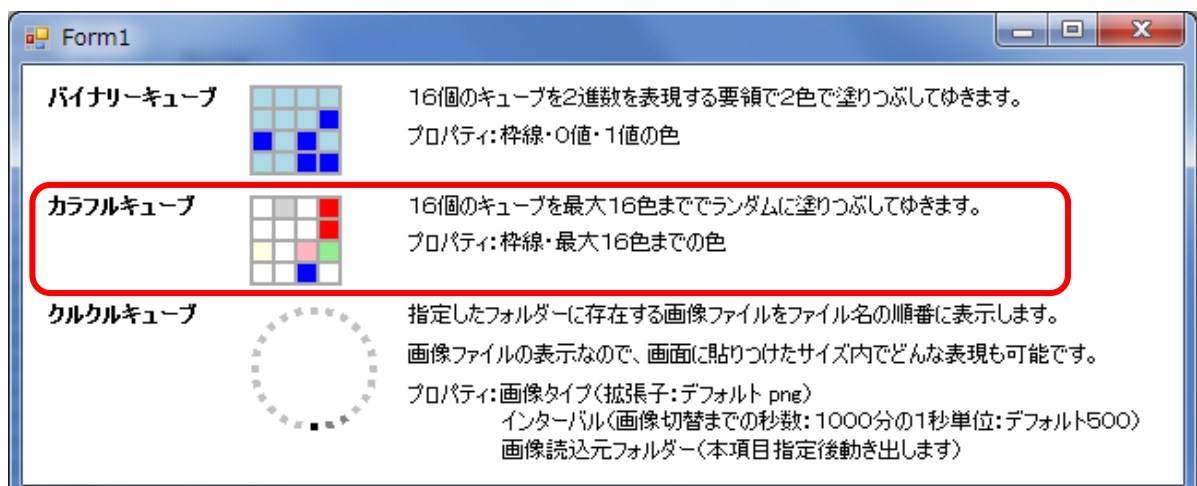 Form1
バイナリーキューブ
16個のキューブを2進数を表現する要領で2色で塗りつぶしてゆきます。
プロパティ:枠線・0値・1値の色
カラフルキューブ
16個のキューブを最大16色まででランダムに塗りつぶしてゆきます。
プロパティ:枠線・最大16色までの色
クルクルキューブ
指定したフォルダーに存在する画像ファイルをファイル名の順番に表示します。
画像ファイルの表示なので、画面に貼りつけたサイズ内でどんな表現も可能です。
プロパティ:画像タイプ(拡張子:デフォルト png)
インターバル(画像切替までの秒数:1000分の1秒単位:デフォルト500)
画像読込元フォルダー(本項目指定後動き出します)